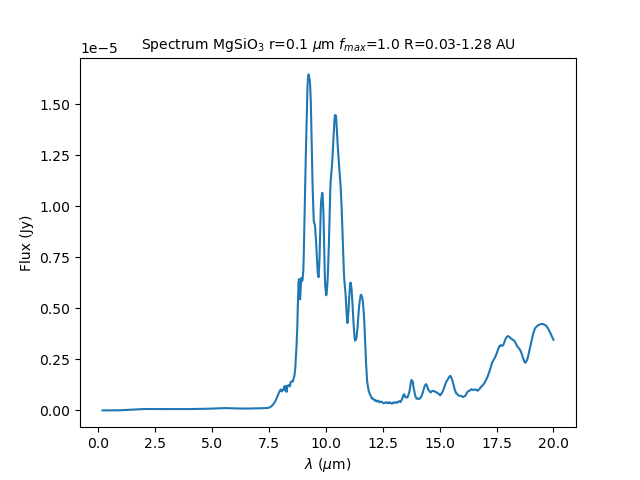 Spectrum MgSiO₃ r=0.1 μm f_max=1.0 R=0.03-1.28 AU
1e−5
1.50
1.25
1.00
0.75
0.50
0.25
0.00
Flux (Jy)
0.0 2.5 5.0 7.5 10.0 12.5 15.0 17.5 20.0
λ (μm)